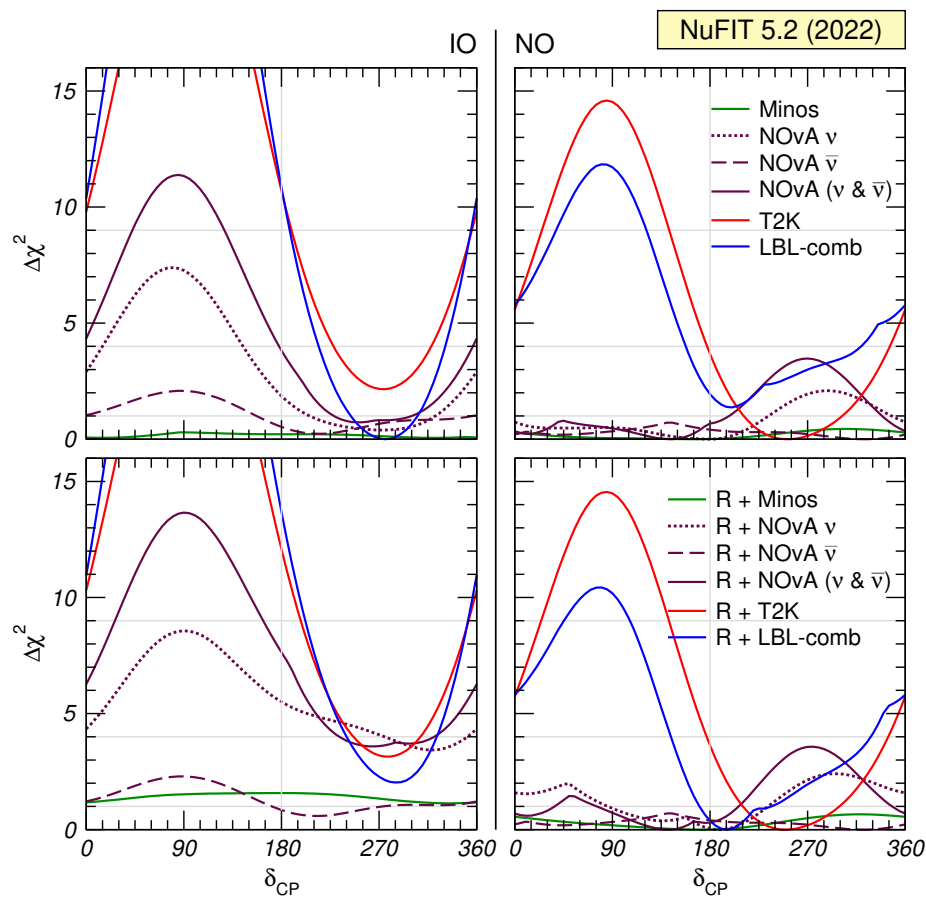 IO NO NuFIT 5.2 (2022)
15
10
5
0
Δχ²
Minos
NOvA ν
NOvA ν̅
NOvA (ν & ν̅)
T2K
LBL-comb
15
10
5
0
Δχ²
R + Minos
R + NOvA ν
R + NOvA ν̅
R + NOvA (ν & ν̅)
R + T2K
R + LBL-comb
0 90 180 270 360 0 90 180 270 360
δCP δCP